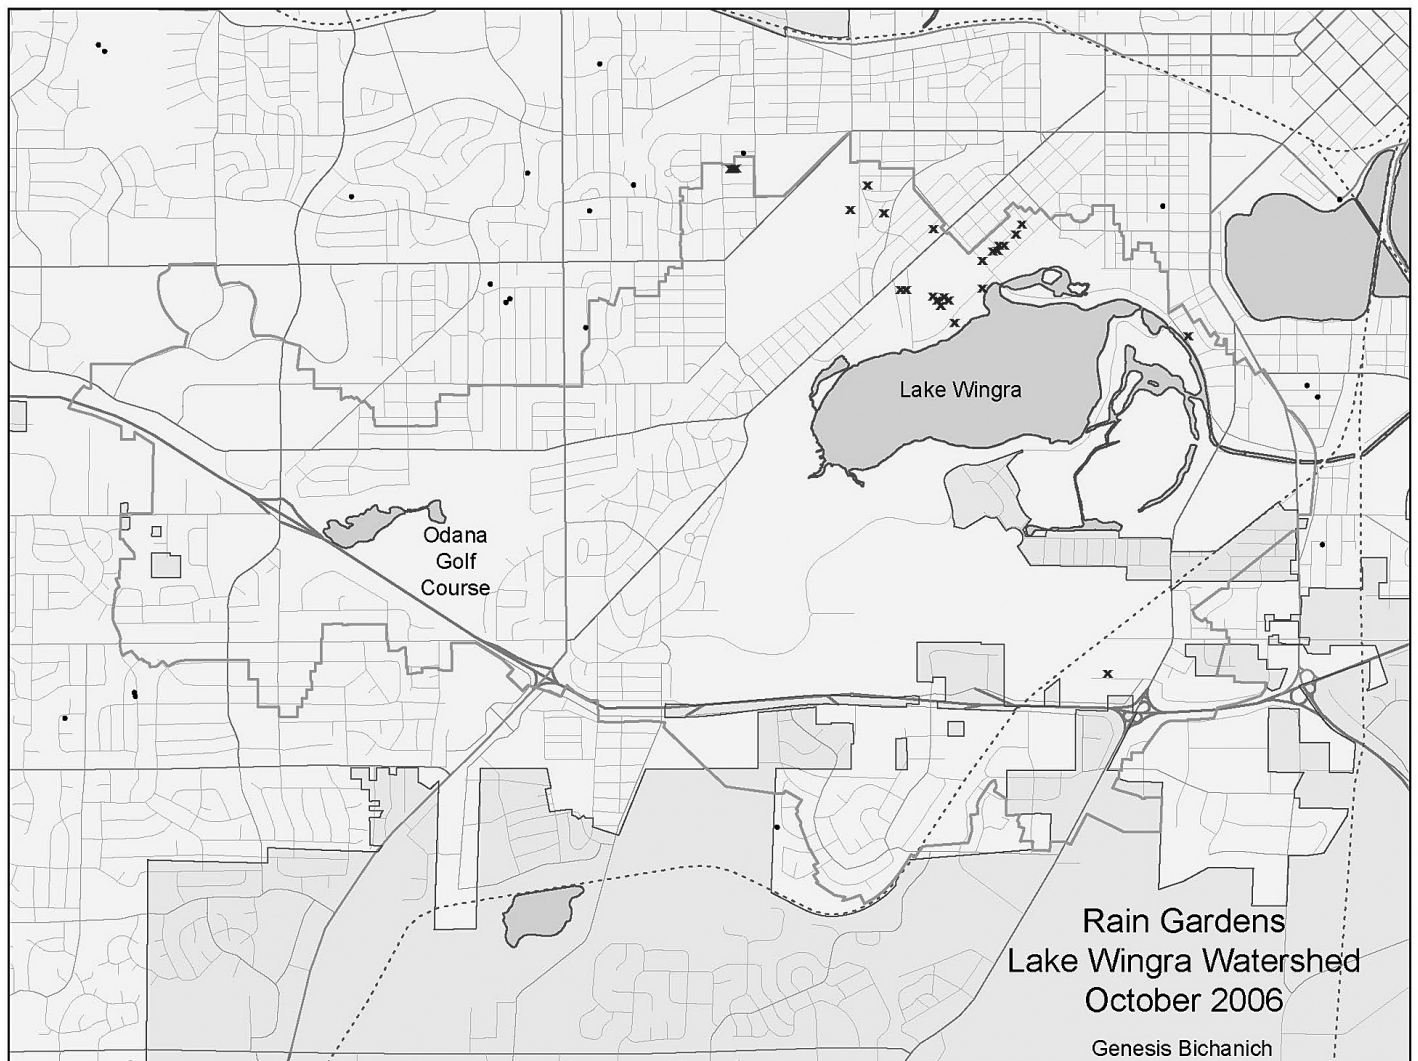 Lake Wingra
Odana
Golf
Course
Rain Gardens
Lake Wingra Watershed
October 2006
Genesis Bichanich